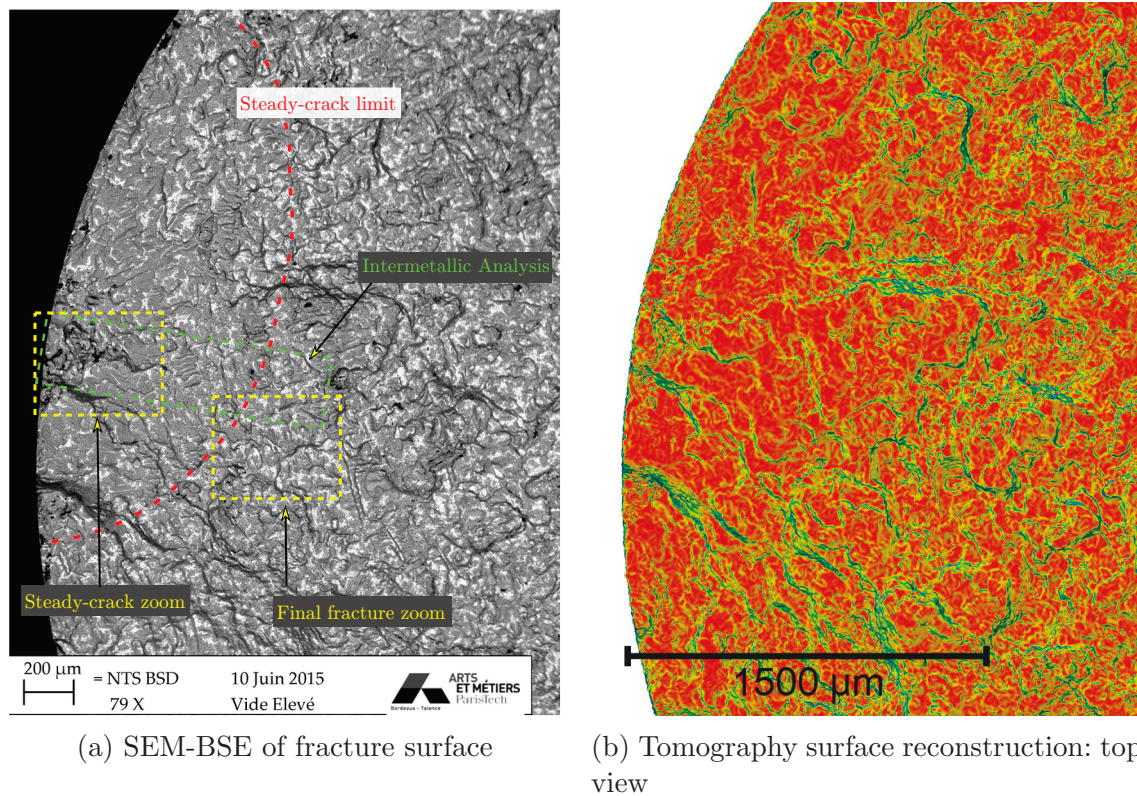 Steady-crack limit
Intermetallic Analysis
Steady-crack zoom
Final fracture zoom
200 μm
= NTS BSD
10 Juin 2015
79 X
Vide Elevé
ARTS
ET MÉTIERS
ParisTech
Bordeaux - Talence
1500 μm
(a) SEM-BSE of fracture surface
(b) Tomography surface reconstruction: top
view